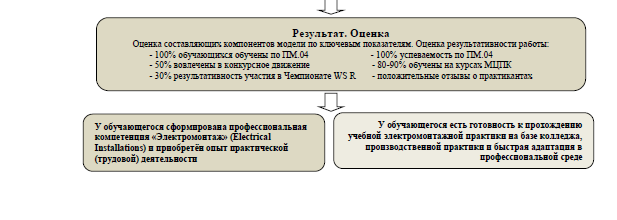 Результат. Оценка
Оценка составляющих компонентов модели по ключевым показателям. Оценка результативности работы:
- 100% обучающихся обучены по ПМ.04 - 100% успеваемость по ПМ.04
- 50% вовлечены в конкурсное движение - 80-90% обучены на курсах МЦПК
- 30% результативность участия в Чемпионате WS R - положительные отзывы о практикантах
У обучающегося сформирована профессиональная
компетенция «Электромонтаж» (Electrical
Installations) и приобретён опыт практической
(трудовой) деятельности
У обучающегося есть готовность к прохождению
учебной электромонтажной практики на базе колледжа,
производственной практики и быстрая адаптация в
профессиональной среде